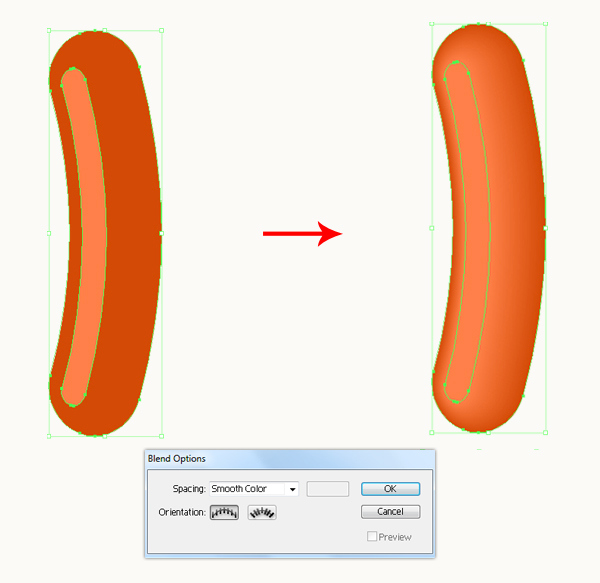 Blend Options
Spacing: Smooth Color
OK
Orientation:
Cancel
Preview